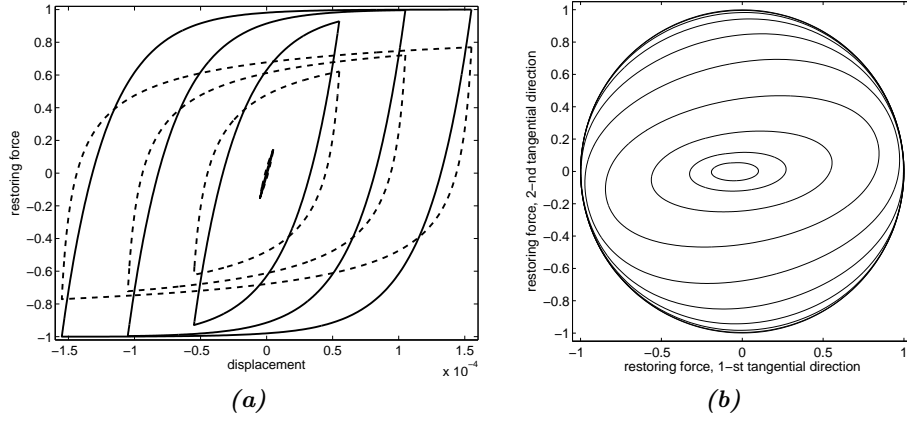 1
0.8
0.6
0.4
0.2
0
−0.2
−0.4
−0.6
−0.8
−1
restoring force
−1.5 −1 −0.5 0 0.5 1 1.5
displacement
x 10⁻⁴
(a)
1
0.8
0.6
0.4
0.2
0
−0.2
−0.4
−0.6
−0.8
−1
restoring force, 2−nd tangential direction
−1 −0.5 0 0.5 1
restoring force, 1−st tangential direction
(b)